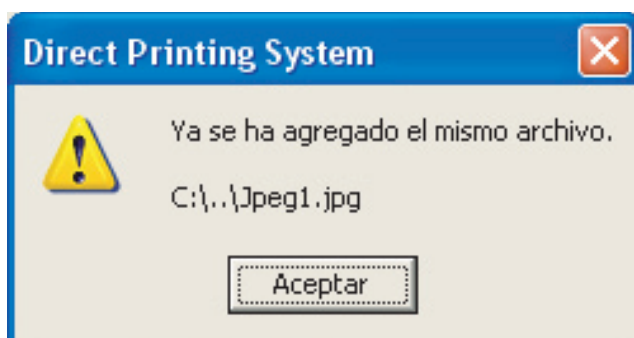 Direct Printing System
Ya se ha agregado el mismo archivo.
C:\..\Jpeg1.jpg
Aceptar